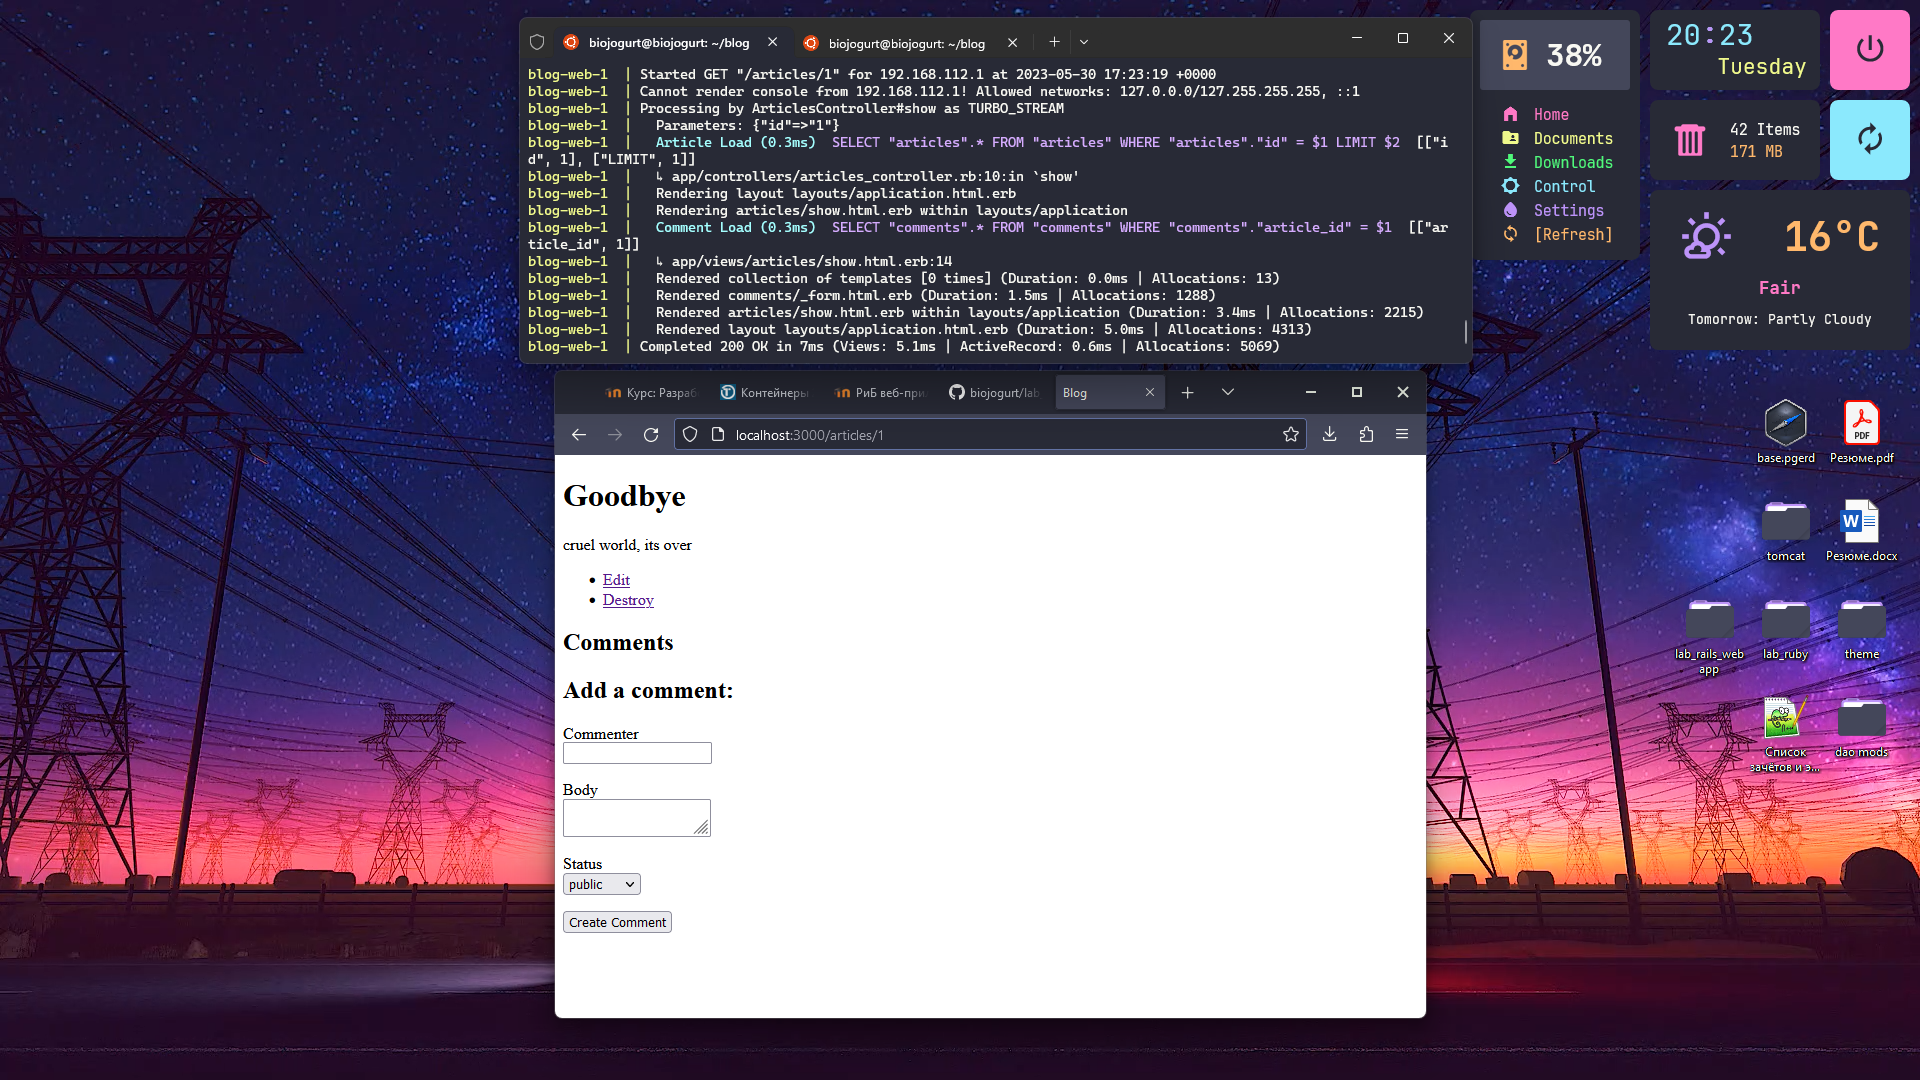 biojogurt@biojogurt: ~/blog
biojogurt@biojogurt: ~/blog
blog-web-1 | Started GET "/articles/1" for 192.168.112.1 at 2023-05-30 17:23:19 +0000
blog-web-1 | Cannot render console from 192.168.112.1! Allowed networks: 127.0.0.0/127.255.255.255, ::1
blog-web-1 | Processing by ArticlesController#show as TURBO_STREAM
blog-web-1 | Parameters: {"id"=>"1"}
blog-web-1 | Article Load (0.3ms) SELECT "articles".* FROM "articles" WHERE "articles"."id" = $1 LIMIT $2 [["i
d", 1], ["LIMIT", 1]]
blog-web-1 | ↳ app/controllers/articles_controller.rb:10:in `show'
blog-web-1 | Rendering layout layouts/application.html.erb
blog-web-1 | Rendering articles/show.html.erb within layouts/application
blog-web-1 | Comment Load (0.3ms) SELECT "comments".* FROM "comments" WHERE "comments"."article_id" = $1 [["ar
ticle_id", 1]]
blog-web-1 | ↳ app/views/articles/show.html.erb:14
blog-web-1 | Rendered collection of templates [0 times] (Duration: 0.0ms | Allocations: 13)
blog-web-1 | Rendered comments/_form.html.erb (Duration: 1.5ms | Allocations: 1288)
blog-web-1 | Rendered articles/show.html.erb within layouts/application (Duration: 3.4ms | Allocations: 2215)
blog-web-1 | Rendered layout layouts/application.html.erb (Duration: 5.0ms | Allocations: 4313)
blog-web-1 | Completed 200 OK in 7ms (Views: 5.1ms | ActiveRecord: 0.6ms | Allocations: 5069)
38%
Home
Documents
Downloads
Control
Settings
[Refresh]
20:23
Tuesday
42 Items
171 MB
16°C
Fair
Tomorrow: Partly Cloudy
Курс: Разраб
Контейнеры
РиБ веб-при
biojogurt/lab
Blog
localhost:3000/articles/1
Goodbye
cruel world, its over
Edit
Destroy
Comments
Add a comment:
Commenter
Body
Status
public
Create Comment
base.pgerd
PDF
Резюме.pdf
tomcat
W
Резюме.docx
lab_rails_web
app
lab_ruby
theme
Список
зачётов и э...
dao mods